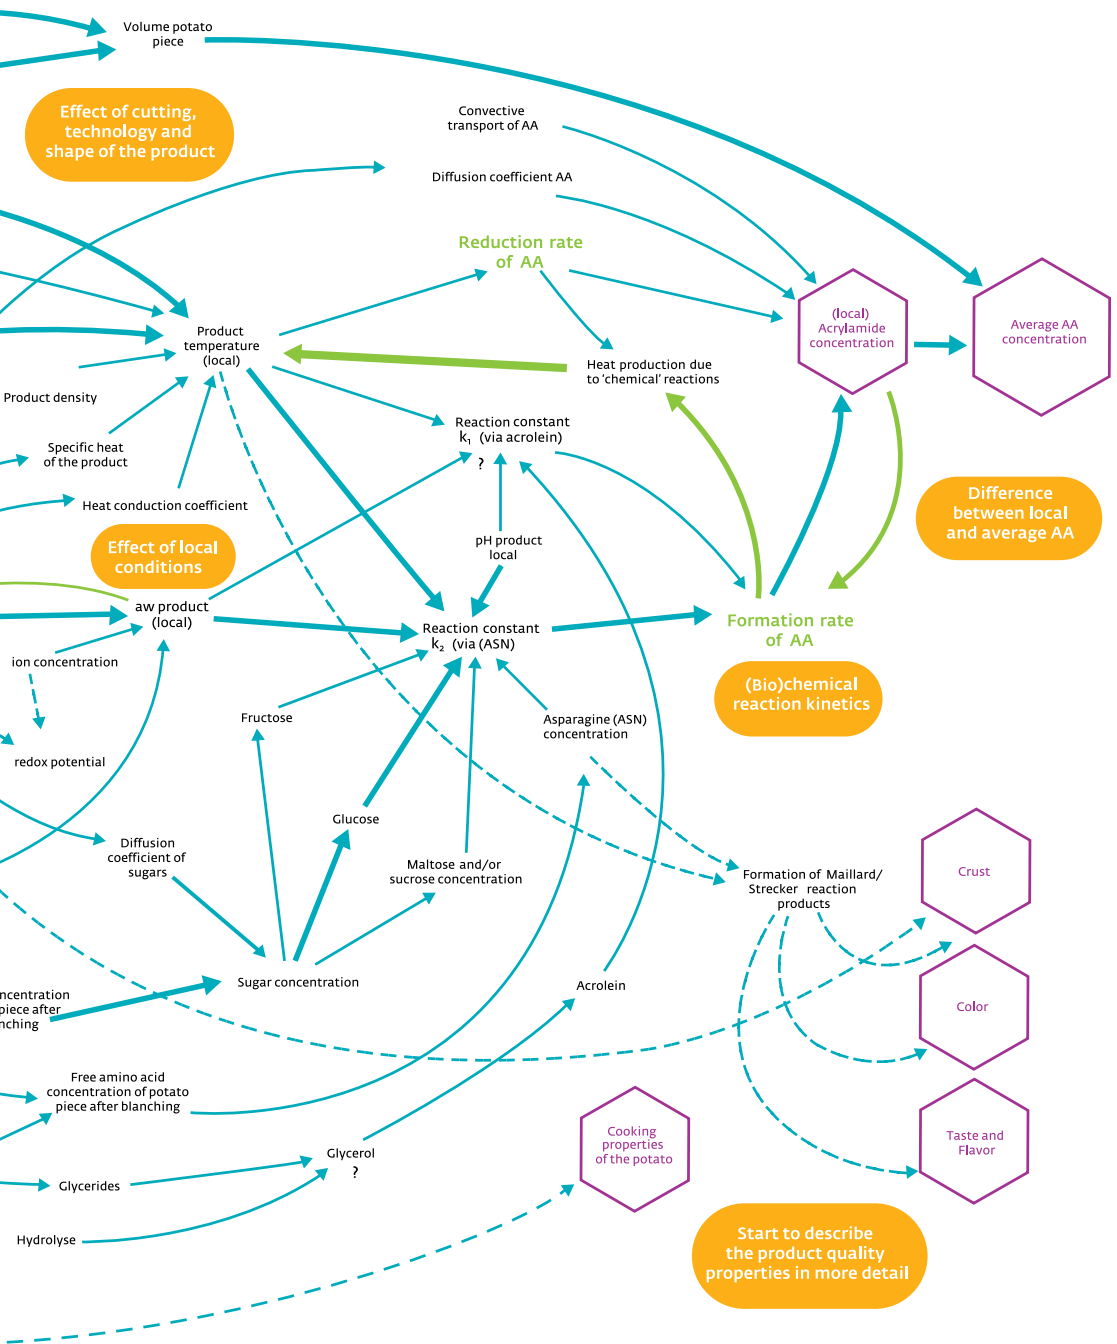 Volume potato
piece
Effect of cutting,
technology and
shape of the product
Convective
transport of AA
Diffusion coefficient AA
Reduction rate
of AA
Product
temperature
(local)
(local)
Acrylamide
concentration
Average AA
concentration
Heat production due
to 'chemical' reactions
Product density
Reaction constant
k₁ (via acrolein)
?
Specific heat
of the product
Heat conduction coefficient
Difference
between local
and average AA
Effect of local
conditions
pH product
local
aw product
(local)
Reaction constant
k₂ (via (ASN)
Formation rate
of AA
ion concentration
(Bio)chemical
reaction kinetics
Fructose
Asparagine (ASN)
concentration
redox potential
Glucose
Diffusion
coefficient of
sugars
Maltose and/or
sucrose concentration
Formation of Maillard/
Strecker reaction
products
Crust
Sugar concentration
Acrolein
ncentration
piece after
nching
Color
Free amino acid
concentration of potato
piece after blanching
Cooking
properties
of the potato
Taste and
Flavor
Glycerol
?
Glycerides
Hydrolyse
Start to describe
the product quality
properties in more detail